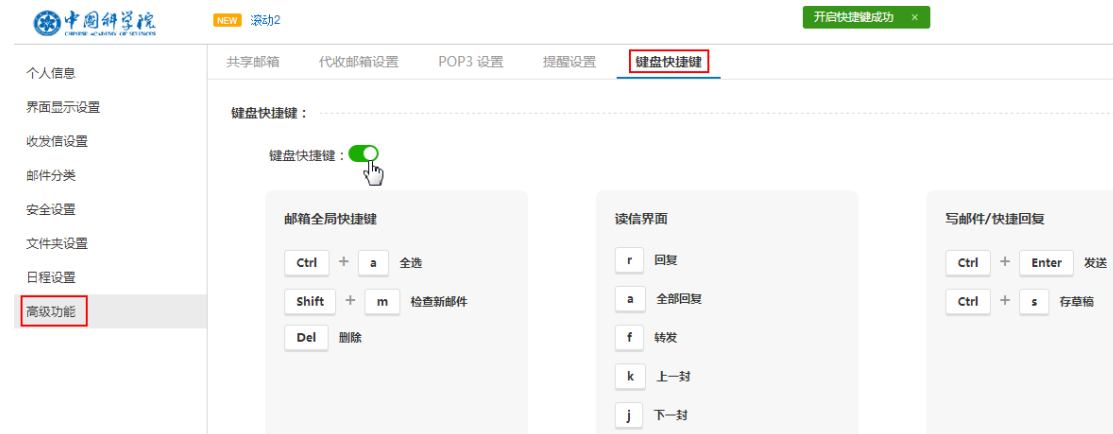 中国科学院
CHINESE ACADEMY OF SCIENCES
NEW 滚动2
开启快捷键成功 ×
个人信息
界面显示设置
收发信设置
邮件分类
安全设置
文件夹设置
日程设置
高级功能
共享邮箱 代收邮箱设置 POP3 设置 提醒设置 键盘快捷键
键盘快捷键：
键盘快捷键：
邮箱全局快捷键
Ctrl + a 全选
Shift + m 检查新邮件
Del 删除
读信界面
r 回复
a 全部回复
f 转发
k 上一封
j 下一封
写邮件/快捷回复
Ctrl + Enter 发送
Ctrl + s 存草稿